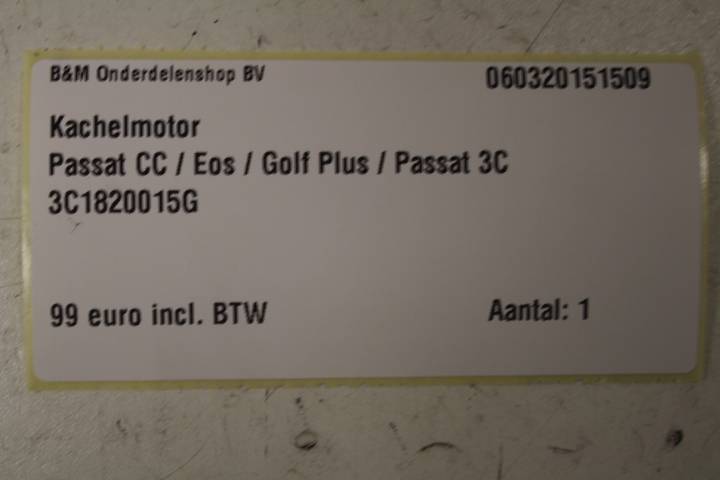 B&M Onderdelenshop BV 060320151509
Kachelmotor
Passat CC / Eos / Golf Plus / Passat 3C
3C1820015G
99 euro incl. BTW Aantal: 1